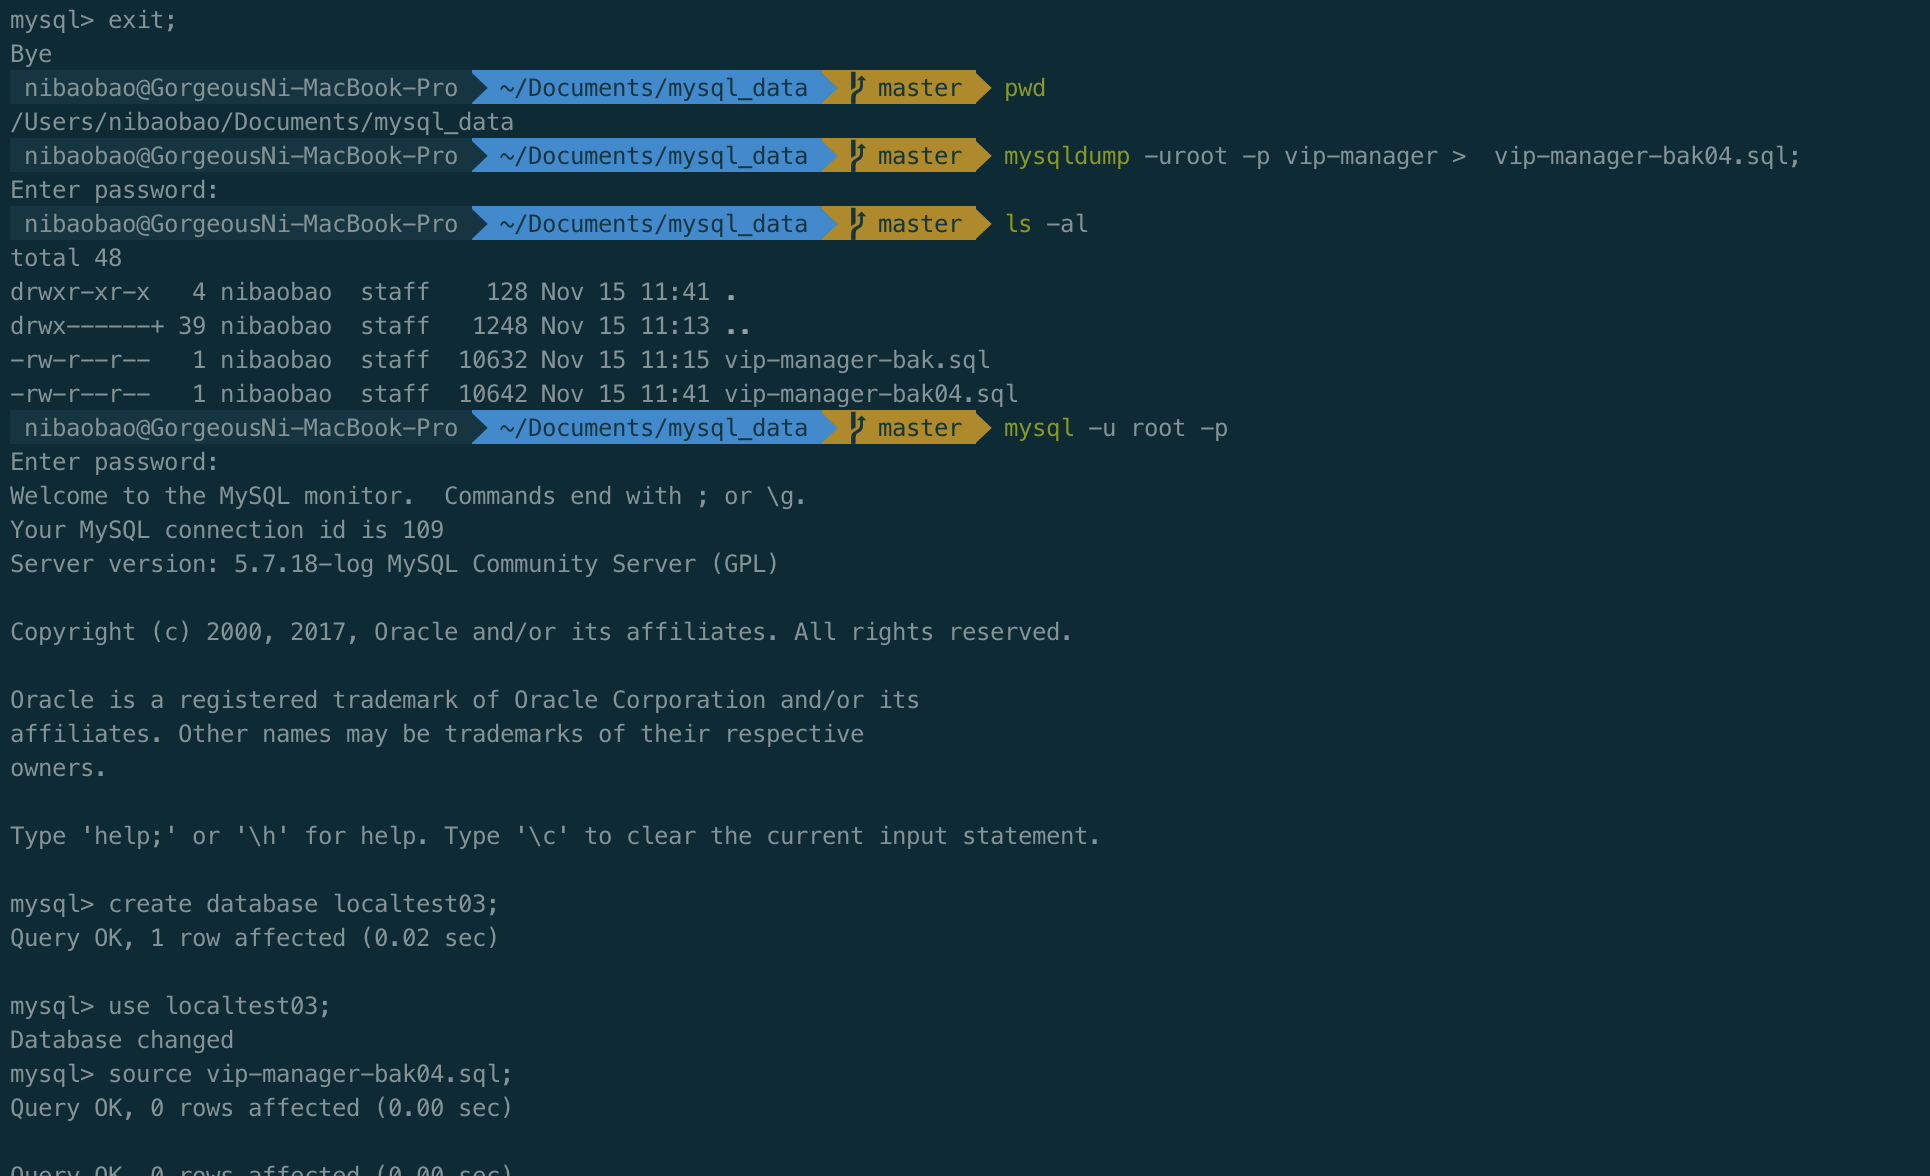 mysql> exit;
Bye
nibaobao@GorgeousNi-MacBook-Pro ~/Documents/mysql_data master pwd
/Users/nibaobao/Documents/mysql_data
nibaobao@GorgeousNi-MacBook-Pro ~/Documents/mysql_data master mysqldump -uroot -p vip-manager >  vip-manager-bak04.sql;
Enter password:
nibaobao@GorgeousNi-MacBook-Pro ~/Documents/mysql_data master ls -al
total 48
drwxr-xr-x   4 nibaobao  staff    128 Nov 15 11:41 .
drwx------+ 39 nibaobao  staff   1248 Nov 15 11:13 ..
-rw-r--r--   1 nibaobao  staff  10632 Nov 15 11:15 vip-manager-bak.sql
-rw-r--r--   1 nibaobao  staff  10642 Nov 15 11:41 vip-manager-bak04.sql
nibaobao@GorgeousNi-MacBook-Pro ~/Documents/mysql_data master mysql -u root -p
Enter password:
Welcome to the MySQL monitor.  Commands end with ; or \g.
Your MySQL connection id is 109
Server version: 5.7.18-log MySQL Community Server (GPL)
Copyright (c) 2000, 2017, Oracle and/or its affiliates. All rights reserved.
Oracle is a registered trademark of Oracle Corporation and/or its
affiliates. Other names may be trademarks of their respective
owners.
Type 'help;' or '\h' for help. Type '\c' to clear the current input statement.
mysql> create database localtest03;
Query OK, 1 row affected (0.02 sec)
mysql> use localtest03;
Database changed
mysql> source vip-manager-bak04.sql;
Query OK, 0 rows affected (0.00 sec)
Query OK, 0 rows affected (0.00 sec)